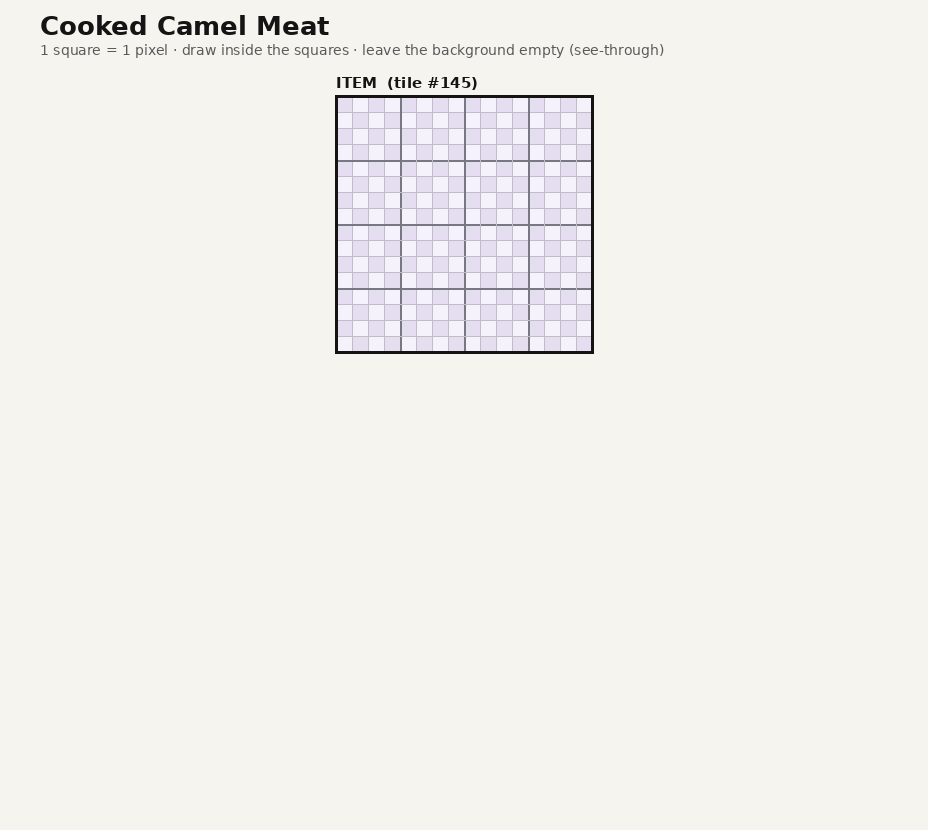 Cooked Camel Meat
1 square = 1 pixel · draw inside the squares · leave the background empty (see-through)
ITEM (tile #145)